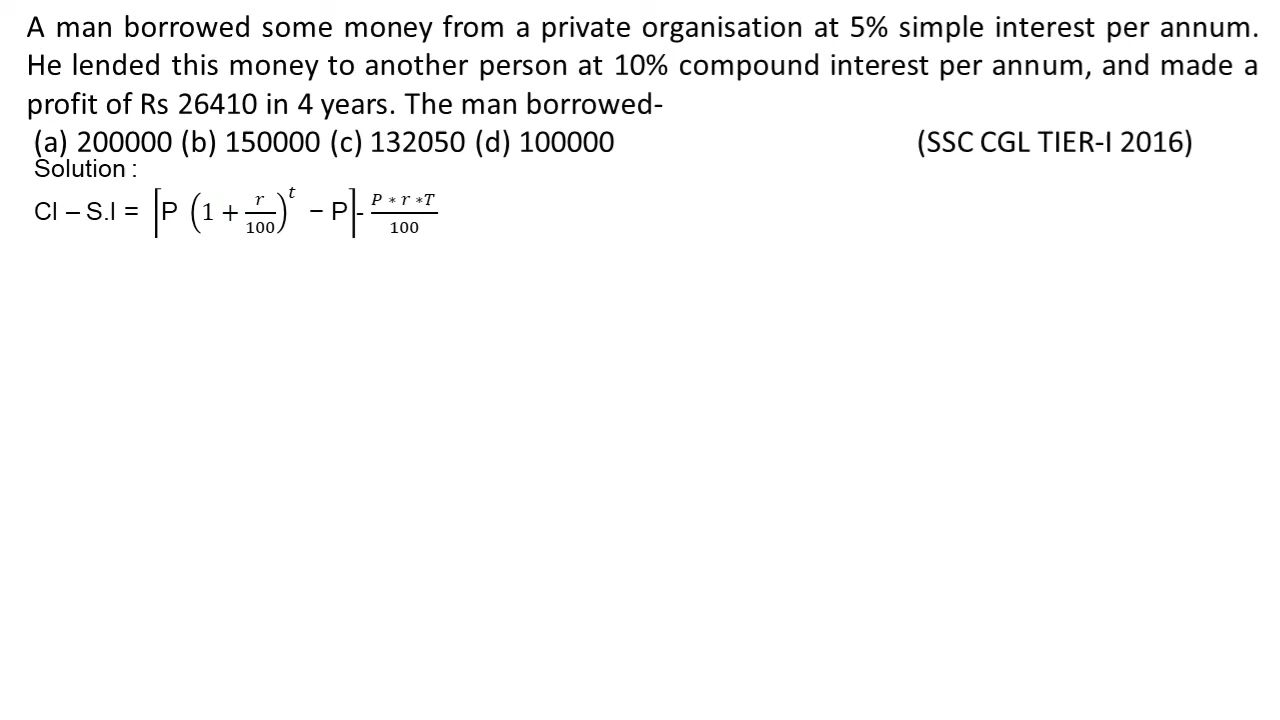 A man borrowed some money from a private organisation at 5% simple interest per annum.
He lended this money to another person at 10% compound interest per annum, and made a
profit of Rs 26410 in 4 years. The man borrowed-
(a) 200000 (b) 150000 (c) 132050 (d) 100000 (SSC CGL TIER-I 2016)
Solution :
CI – S.I = [P (1 + r/100)^t − P]- P * r *T/100